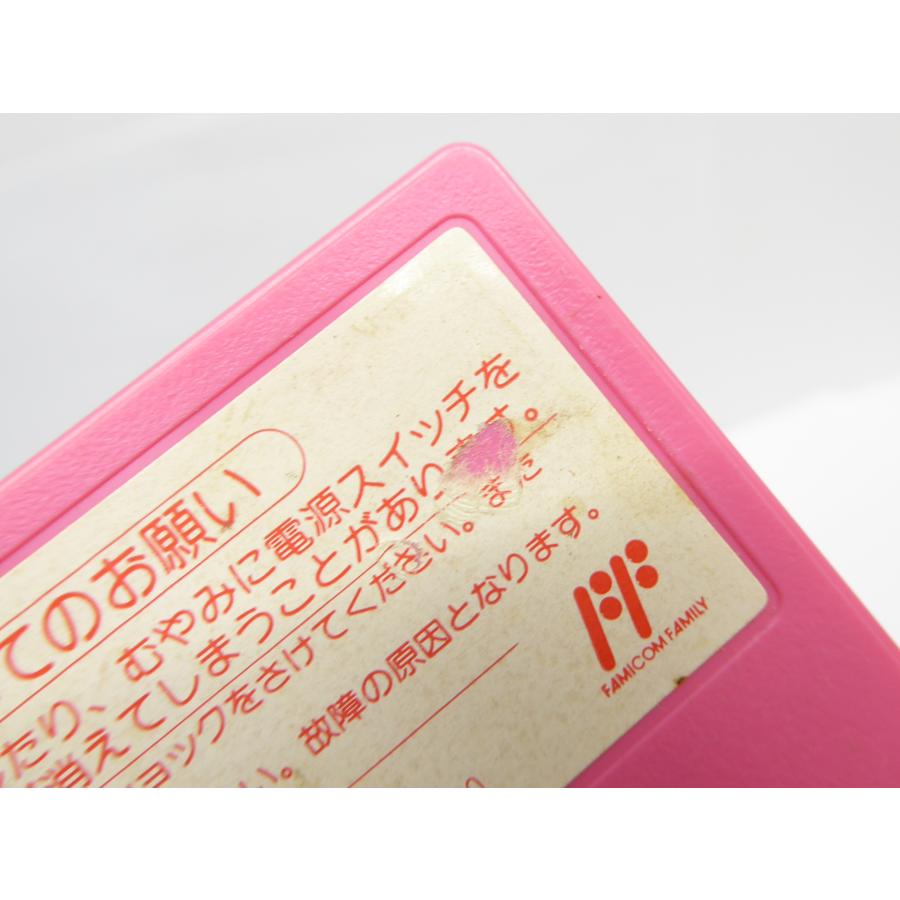 てのお願い
たり、むやみに電源スイッチを
消えてしまうことがあります。
ョックをさけてください。また
い。故障の原因となります。
FAMICOM FAMILY